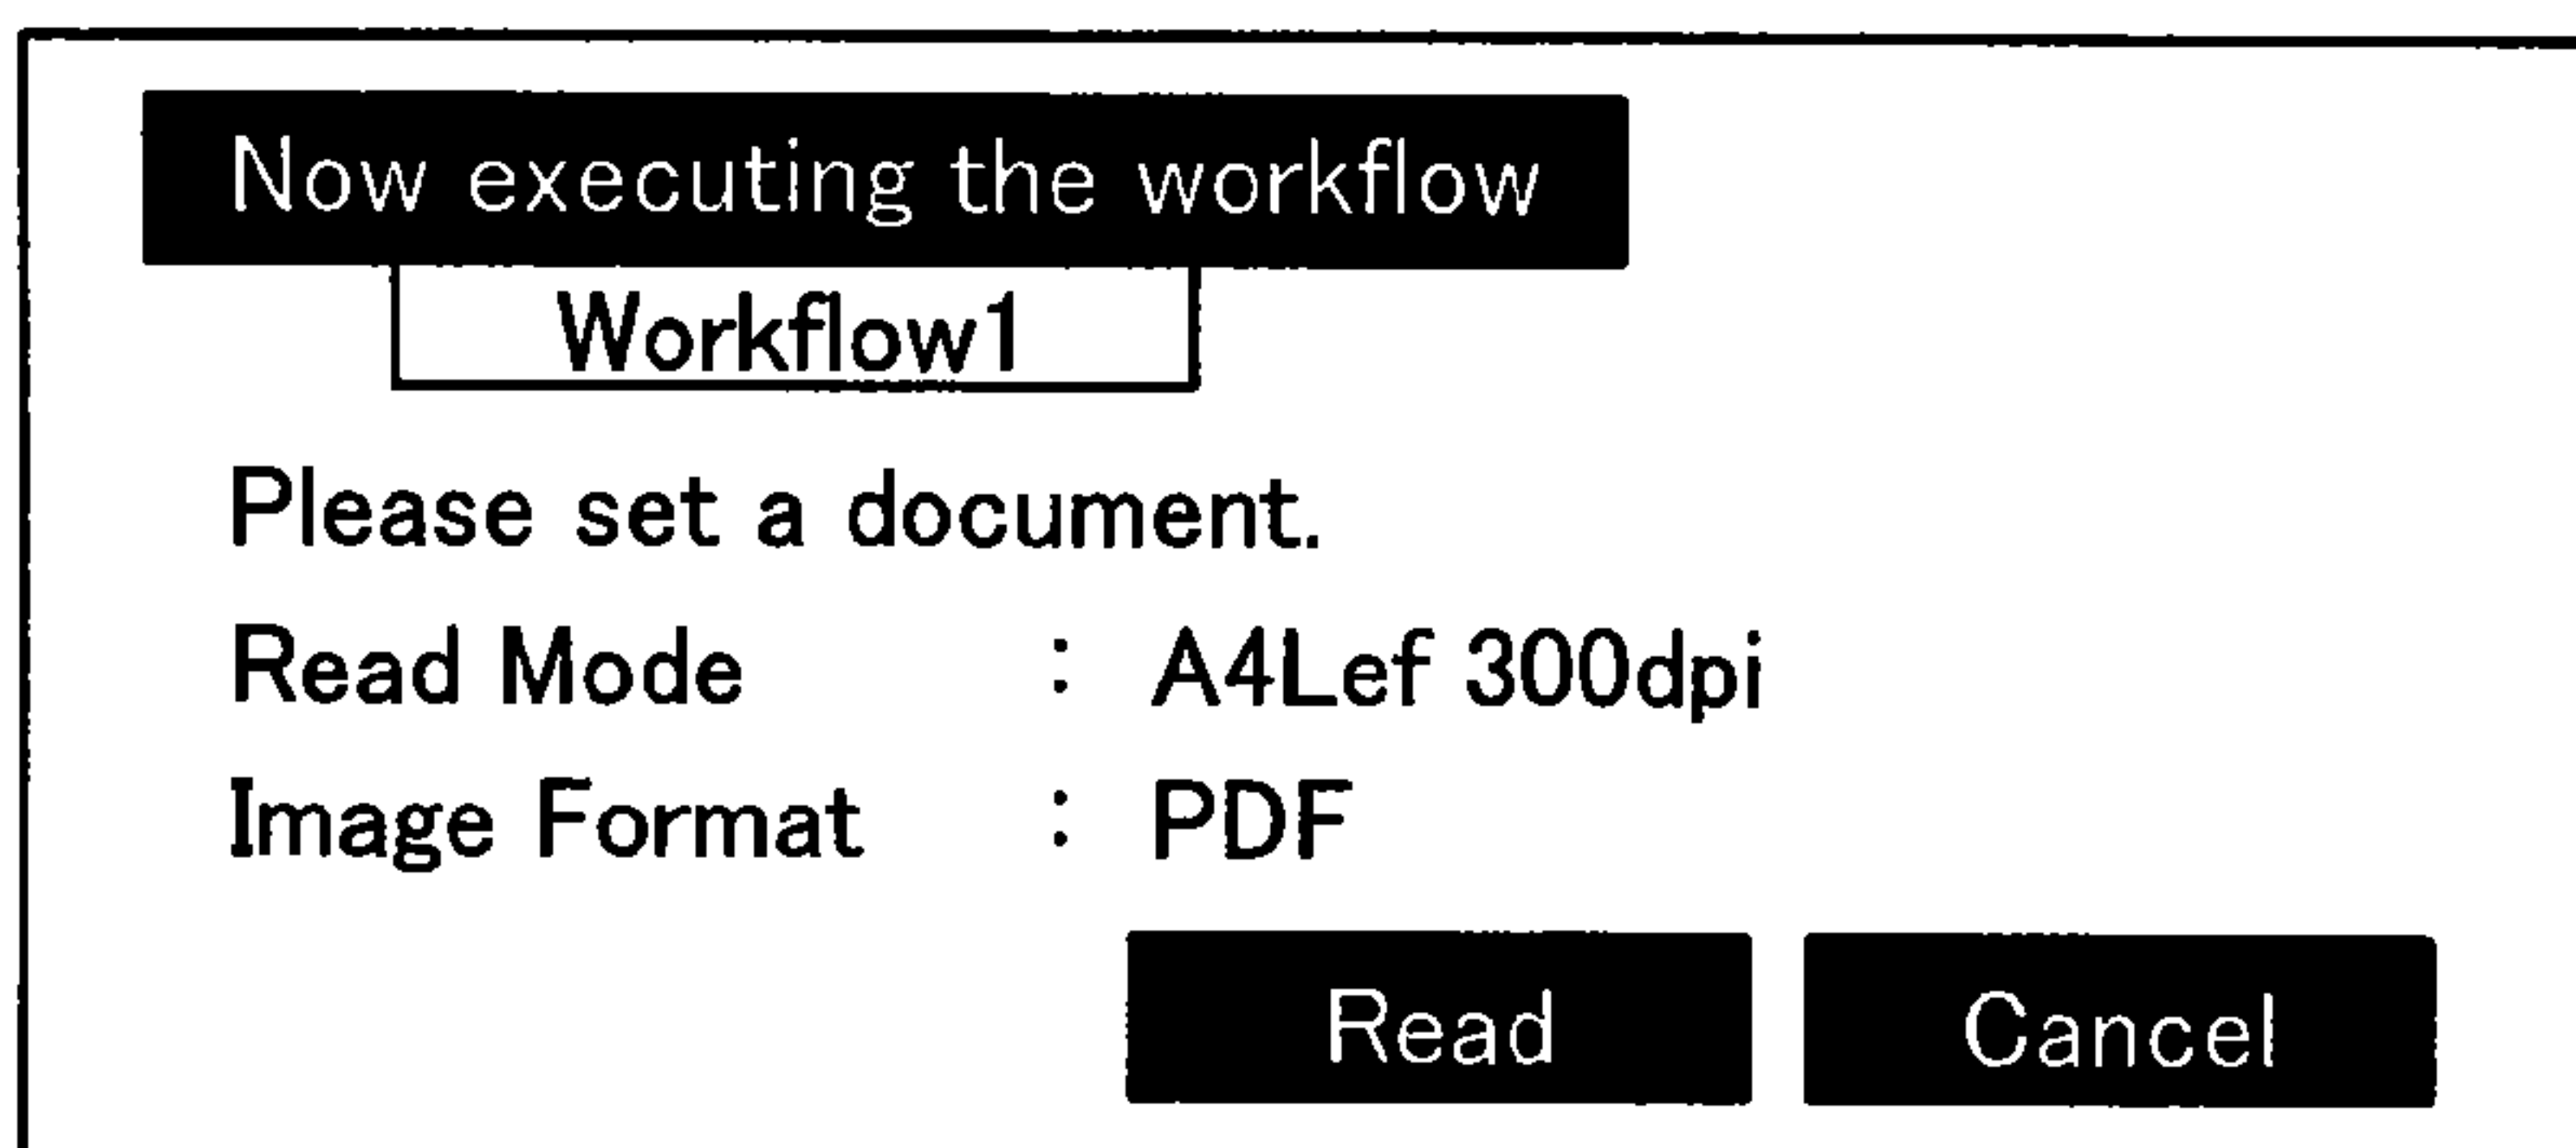 Now executing the workflow
Workflow1
Please set a document.
Read Mode : A4Lef 300dpi
Image Format : PDF
Read Cancel